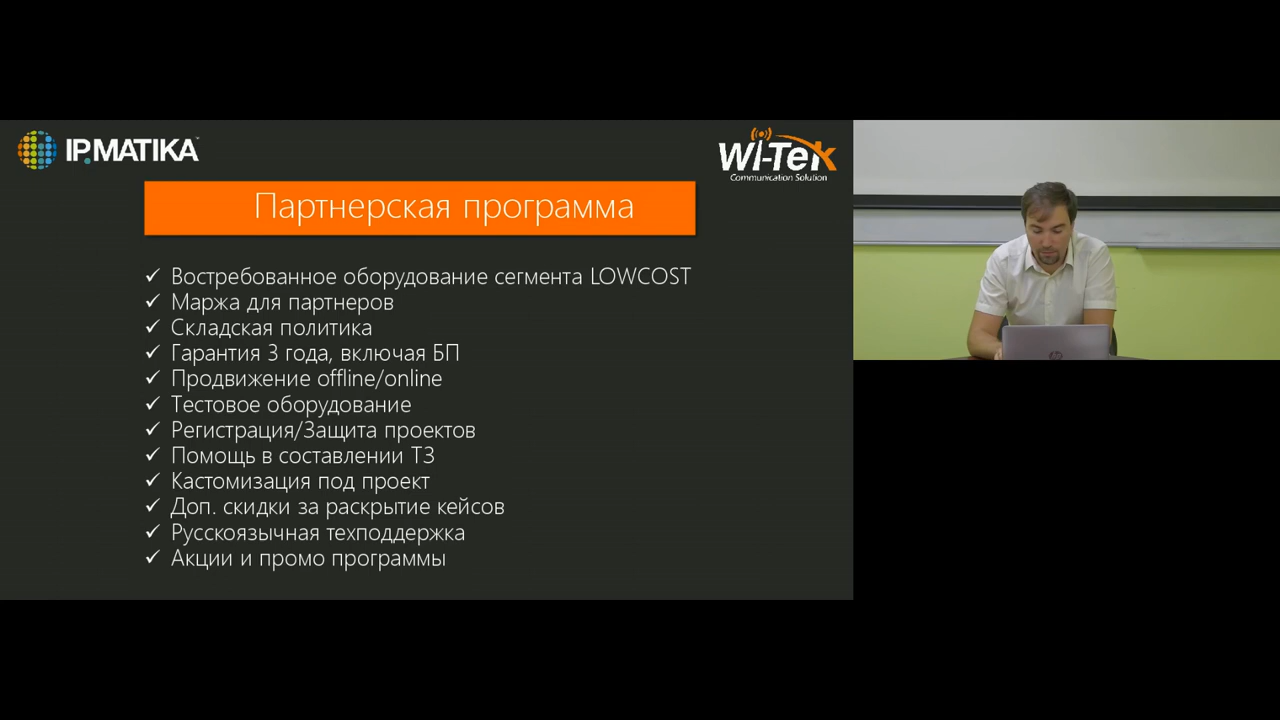 IPMATIKA
Wi-Tek
Communication Solution
Партнерская программа
Востребованное оборудование сегмента LOWCOST
Маржа для партнеров
Складская политика
Гарантия 3 года, включая БП
Продвижение offline/online
Тестовое оборудование
Регистрация/Защита проектов
Помощь в составлении ТЗ
Кастомизация под проект
Доп. скидки за раскрытие кейсов
Русскоязычная техподдержка
Акции и промо программы
hp